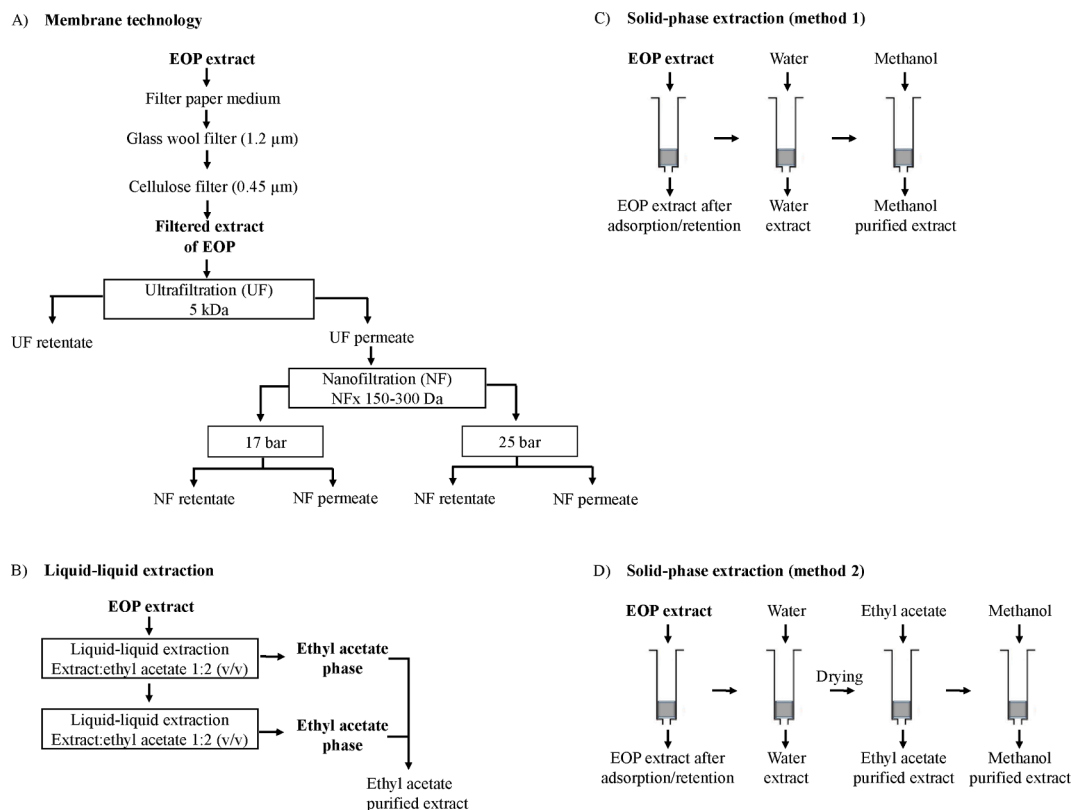 A) Membrane technology
EOP extract
Filter paper medium
Glass wool filter (1.2 µm)
Cellulose filter (0.45 µm)
Filtered extract
of EOP
Ultrafiltration (UF)
5 kDa
UF retentate
UF permeate
Nanofiltration (NF)
NFx 150-300 Da
17 bar
25 bar
NF retentate
NF permeate
NF retentate
NF permeate
B) Liquid-liquid extraction
EOP extract
Liquid-liquid extraction
Extract:ethyl acetate 1:2 (v/v)
Ethyl acetate
phase
Liquid-liquid extraction
Extract:ethyl acetate 1:2 (v/v)
Ethyl acetate
phase
Ethyl acetate
purified extract
C) Solid-phase extraction (method 1)
EOP extract
Water
Methanol
EOP extract after
adsorption/retention
Water
extract
Methanol
purified extract
D) Solid-phase extraction (method 2)
EOP extract
Water
Ethyl acetate
Methanol
Drying
EOP extract after
adsorption/retention
Water
extract
Ethyl acetate
purified extract
Methanol
purified extract